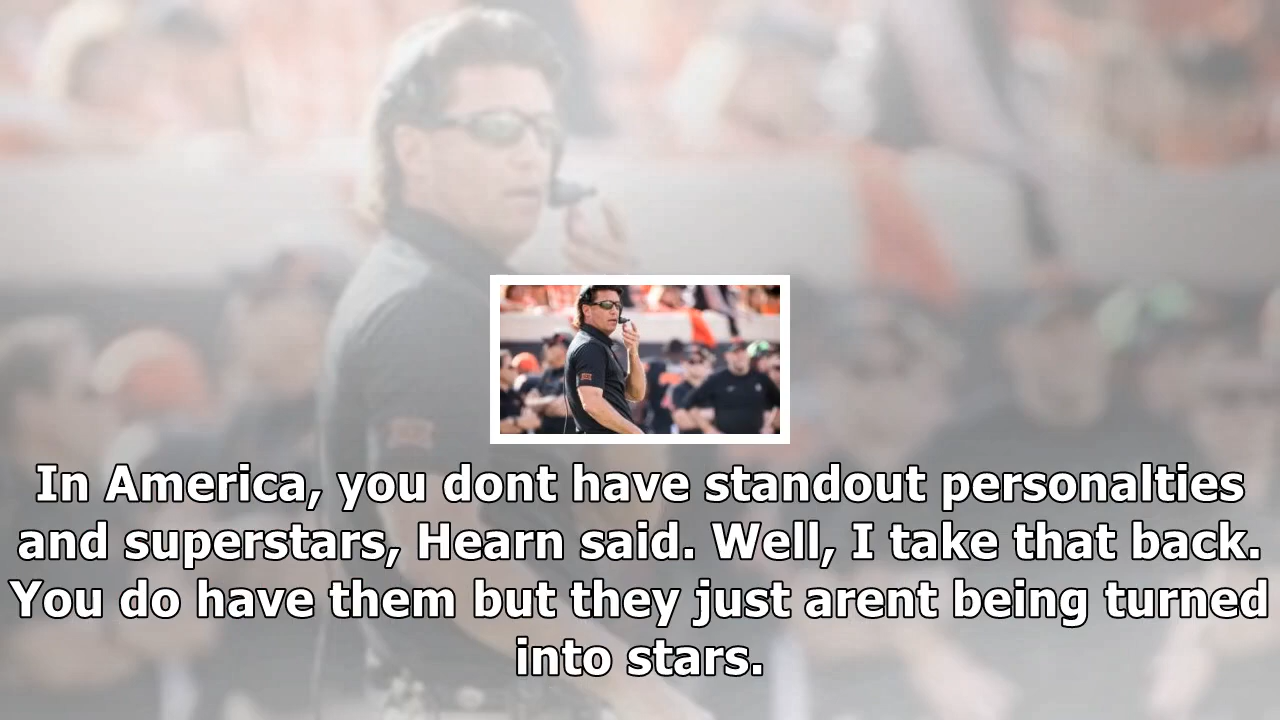 In America, you dont have standout personalties
and superstars, Hearn said. Well, I take that back.
You do have them but they just arent being turned
into stars.